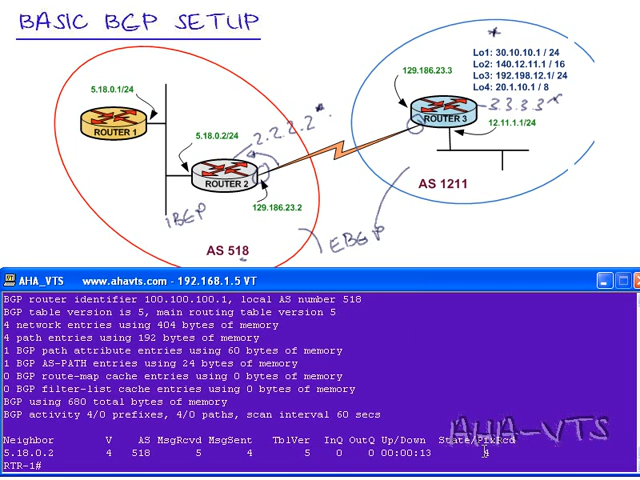 BASIC BGP SETUP
Lo1: 30.10.10.1 / 24
Lo2: 140.12.11.1 / 16
Lo3: 192.198.12.1/ 24
Lo4: 20.1.10.1 / 8
129.186.23.3
5.18.0.1/24
3.3.3.3*
ROUTER 3
2.2.2.2*
12.11.1.1/24
ROUTER 1
5.18.0.2/24
ROUTER 2
AS 1211
129.186.23.2
iBGP
EBGP
AS 518
AHA_VTS www.ahavts.com - 192.168.1.5 VT
BGP router identifier 100.100.100.1, local AS number 518
BGP table version is 5, main routing table version 5
4 network entries using 404 bytes of memory
4 path entries using 192 bytes of memory
1 BGP path attribute entries using 60 bytes of memory
1 BGP AS-PATH entries using 24 bytes of memory
0 BGP route-map cache entries using 0 bytes of memory
0 BGP filter-list cache entries using 0 bytes of memory
BGP using 680 total bytes of memory
BGP activity 4/0 prefixes, 4/0 paths, scan interval 60 secs
AHA-VTS
Neighbor V AS MsgRcvd MsgSent TblVer InQ OutQ Up/Down State/PfxRcd
5.18.0.2 4 518 5 4 5 0 0 00:00:13 4
RTR-1#